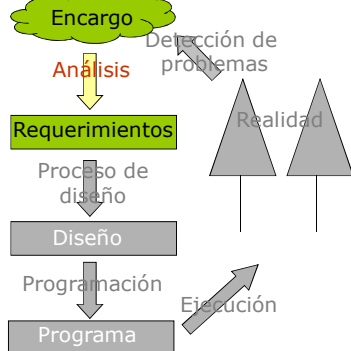 Encargo
Detección de
problemas
Análisis
Realidad
Requerimientos
Proceso de
diseño
Diseño
Programación
Ejecución
Programa